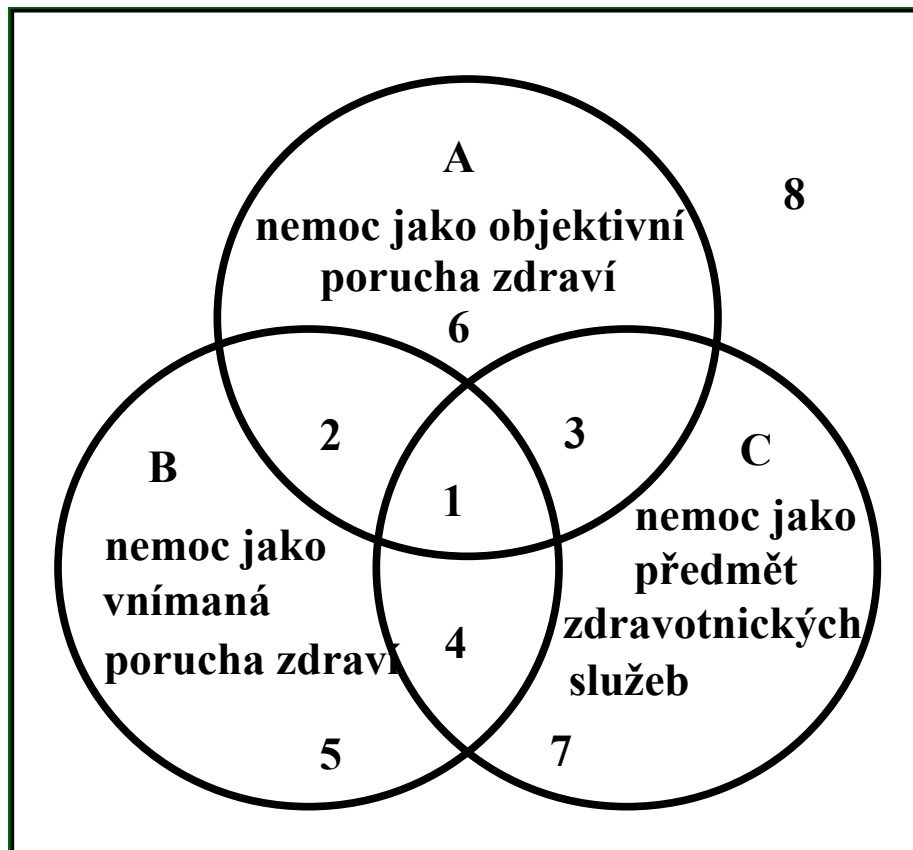 A
8
nemoc jako objektivní
porucha zdraví
6
2
3
B
C
1
nemoc jako
vnímaná
porucha zdraví
nemoc jako
předmět
zdravotnických
služeb
4
5
7